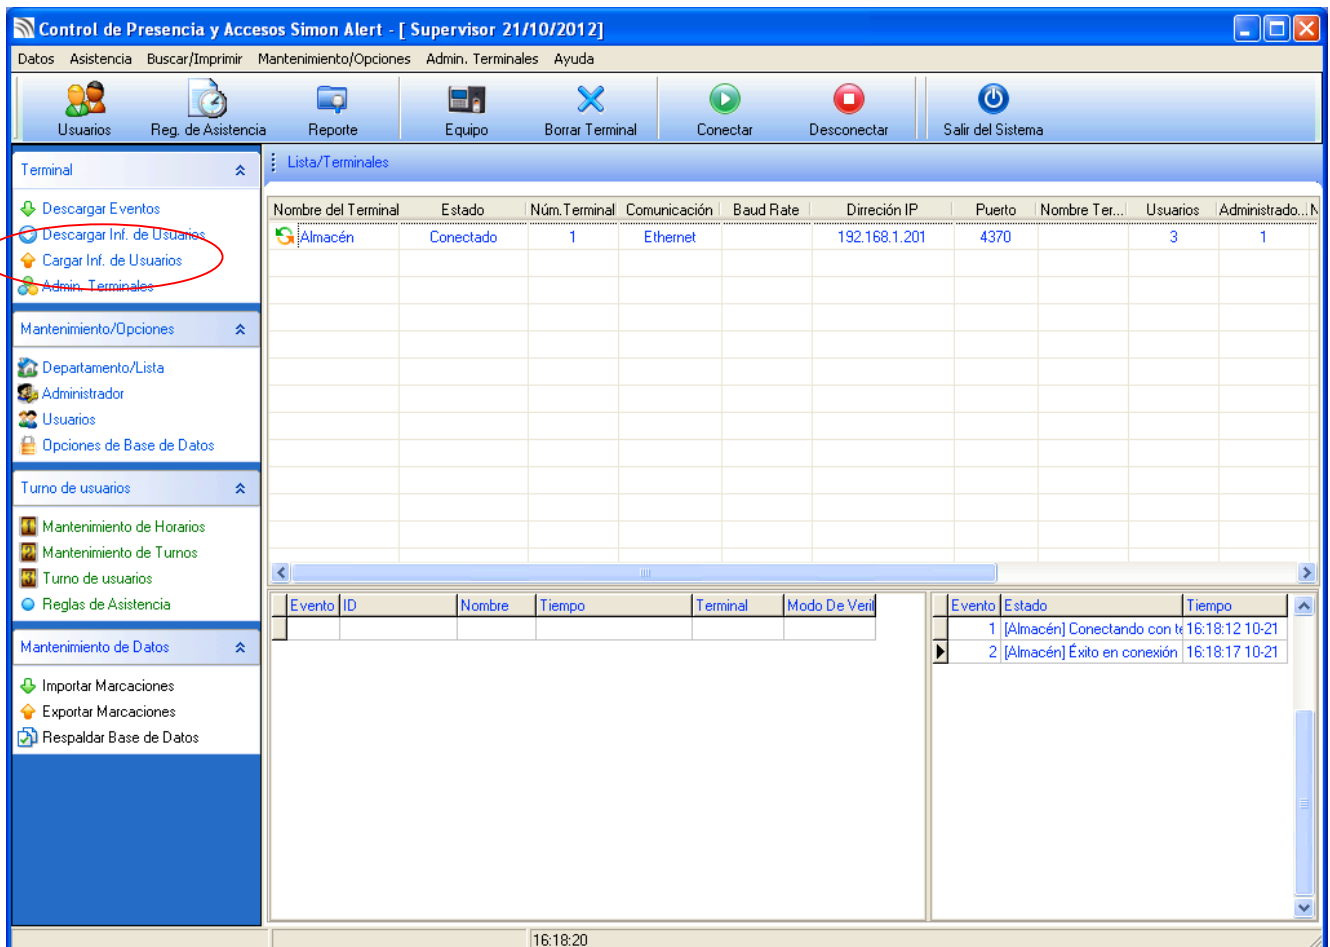 Control de Presencia y Accesos Simon Alert - [ Supervisor 21/10/2012]
Datos Asistencia Buscar/Imprimir Mantenimiento/Opciones Admin. Terminales Ayuda
Usuarios Reg. de Asistencia Reporte Equipo Borrar Terminal Conectar Desconectar Salir del Sistema
Terminal
Descargar Eventos
Descargar Inf. de Usuarios
Cargar Inf. de Usuarios
Admin. Terminales
Mantenimiento/Opciones
Departamento/Lista
Administrador
Usuarios
Opciones de Base de Datos
Turno de usuarios
Mantenimiento de Horarios
Mantenimiento de Turnos
Turno de usuarios
Reglas de Asistencia
Mantenimiento de Datos
Importar Marcaciones
Exportar Marcaciones
Respaldar Base de Datos
Lista/Terminales
Nombre del Terminal Estado Núm.Terminal Comunicación Baud Rate Dirreción IP Puerto Nombre Ter... Usuarios Administrado... N
Almacén Conectado 1 Ethernet 192.168.1.201 4370 3 1
Evento ID Nombre Tiempo Terminal Modo De Veri
Evento Estado Tiempo
1 [Almacén] Conectando con te 16:18:12 10-21
2 [Almacén] Éxito en conexión 16:18:17 10-21
16:18:20